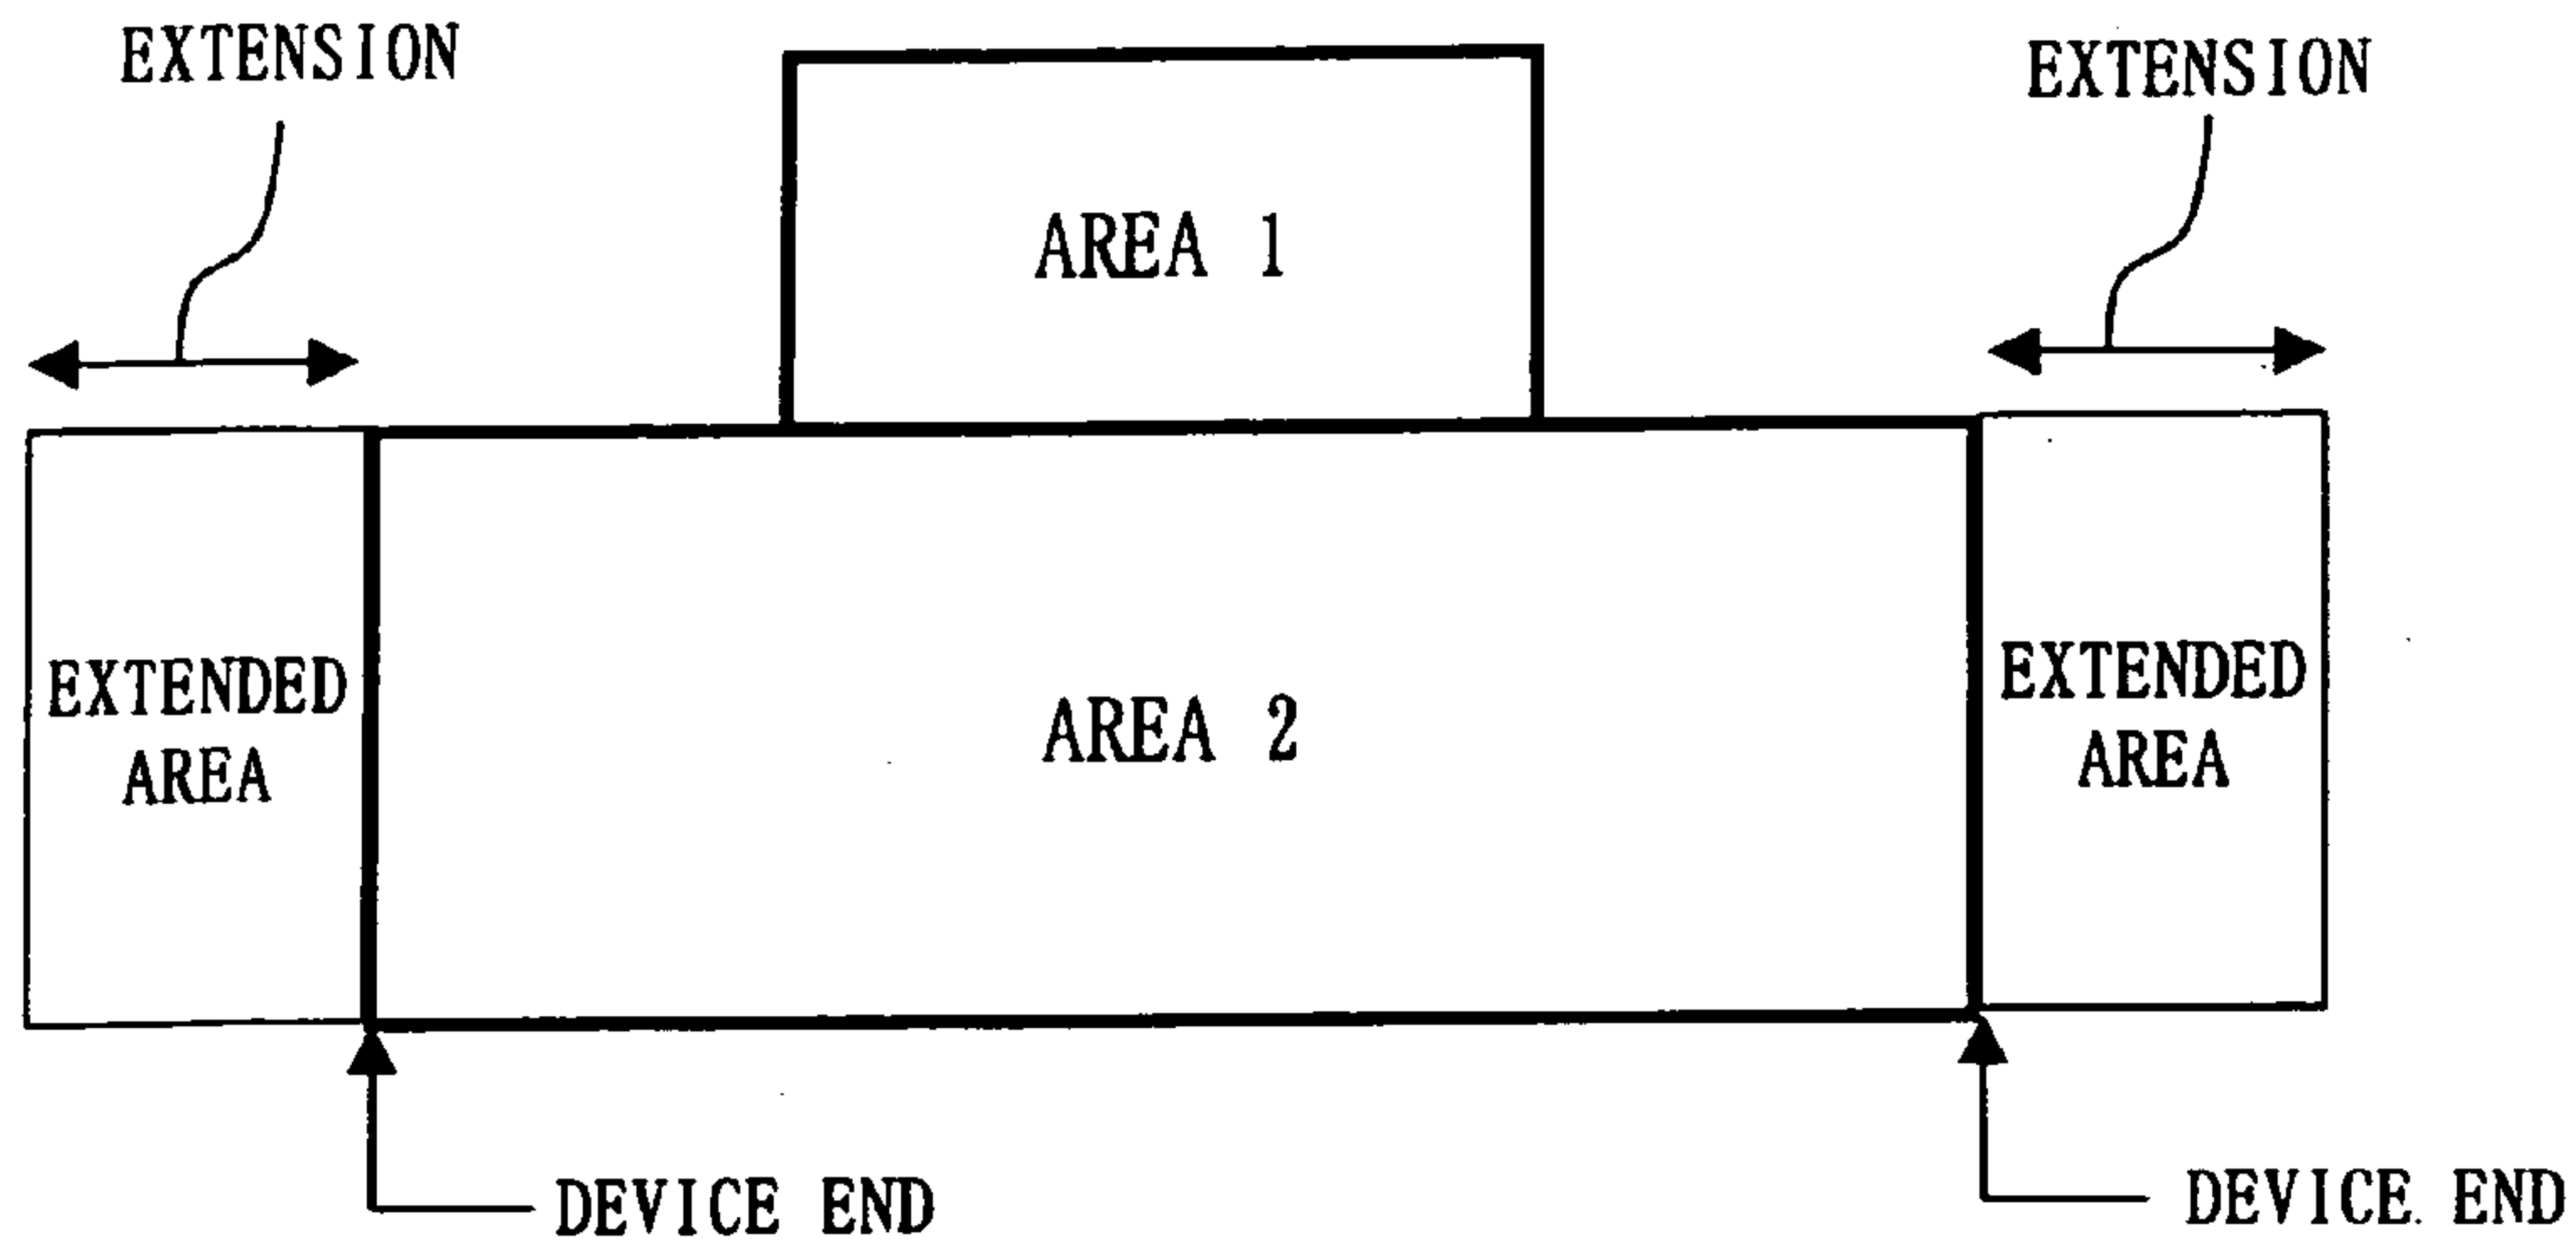 EXTENSION
EXTENSION
AREA 1
EXTENDED
AREA
AREA 2
EXTENDED
AREA
DEVICE END
DEVICE END